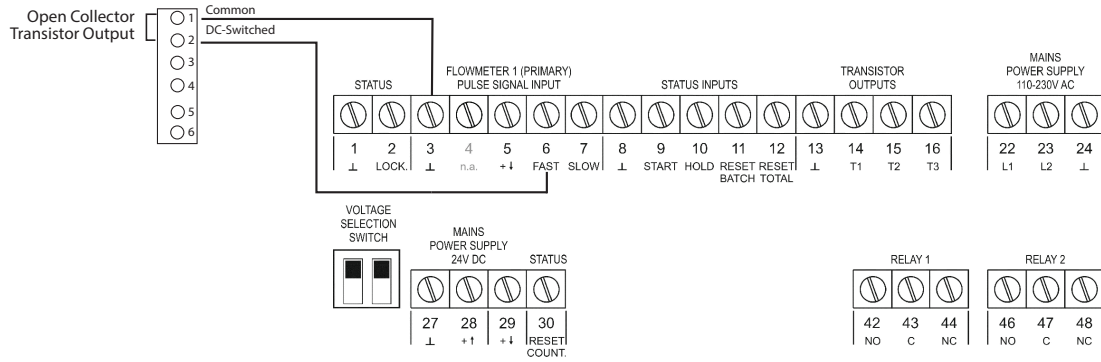 Open Collector
Transistor Output
1 Common
2 DC-Switched
3
4
5
6
STATUS
FLOWMETER 1 (PRIMARY)
PULSE SIGNAL INPUT
STATUS INPUTS
TRANSISTOR
OUTPUTS
MAINS
POWER SUPPLY
110-230V AC
1 2 3 4 5 6 7 8 9 10 11 12 13 14 15 16 22 23 24
⊥ LOCK. ⊥ n.a. +↓ FAST SLOW ⊥ START HOLD RESET RESET ⊥ T1 T2 T3 L1 L2 ⊥
BATCH TOTAL
VOLTAGE
SELECTION
SWITCH
MAINS
POWER SUPPLY
24V DC
STATUS
RELAY 1
RELAY 2
27 28 29 30 42 43 44 46 47 48
⊥ +↑ +↓ RESET NO C NC NO C NC
COUNT.